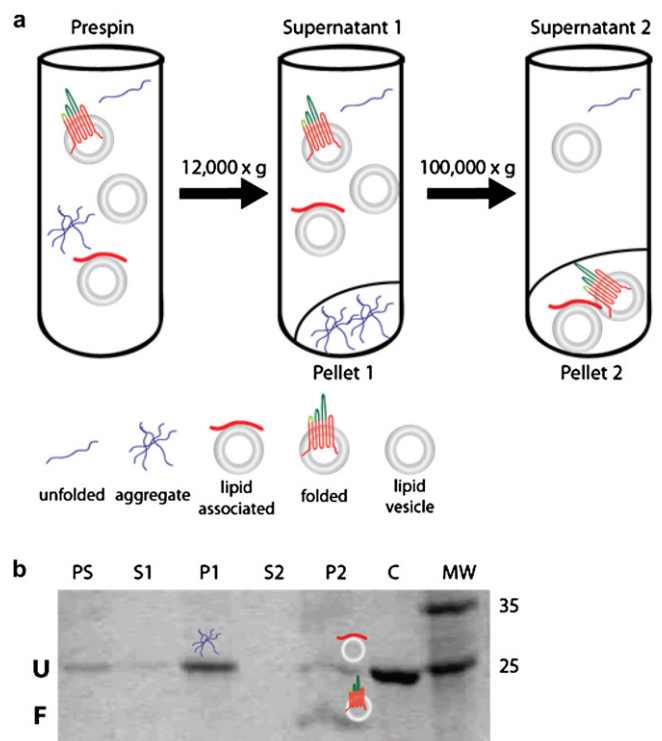 a
Prespin
Supernatant 1
Supernatant 2
12,000 x g
100,000 x g
Pellet 1
Pellet 2
unfolded
aggregate
lipid
associated
folded
lipid
vesicle
b
PS S1 P1 S2 P2 C MW
35
U 25
F